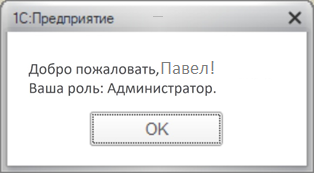 1С:Предприятие
Добро пожаловать,Павел!
Ваша роль: Администратор.
OK